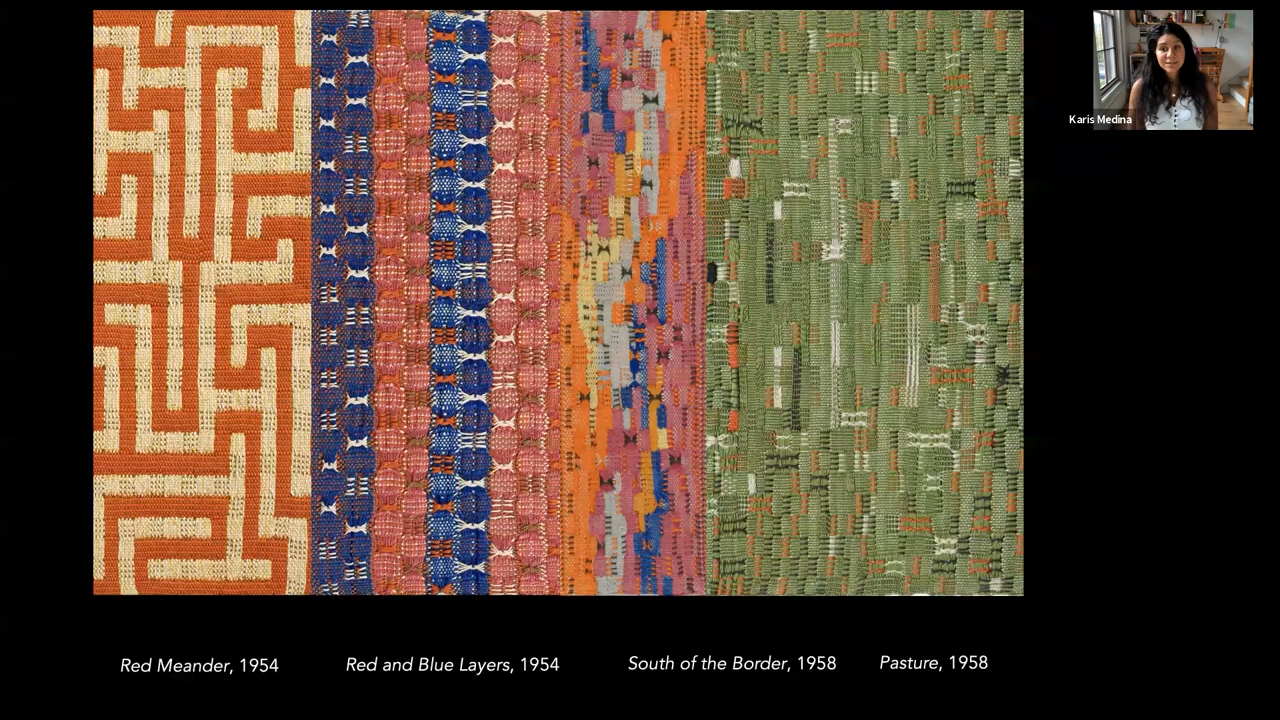 Karis Medina
Red Meander, 1954
Red and Blue Layers, 1954
South of the Border, 1958
Pasture, 1958